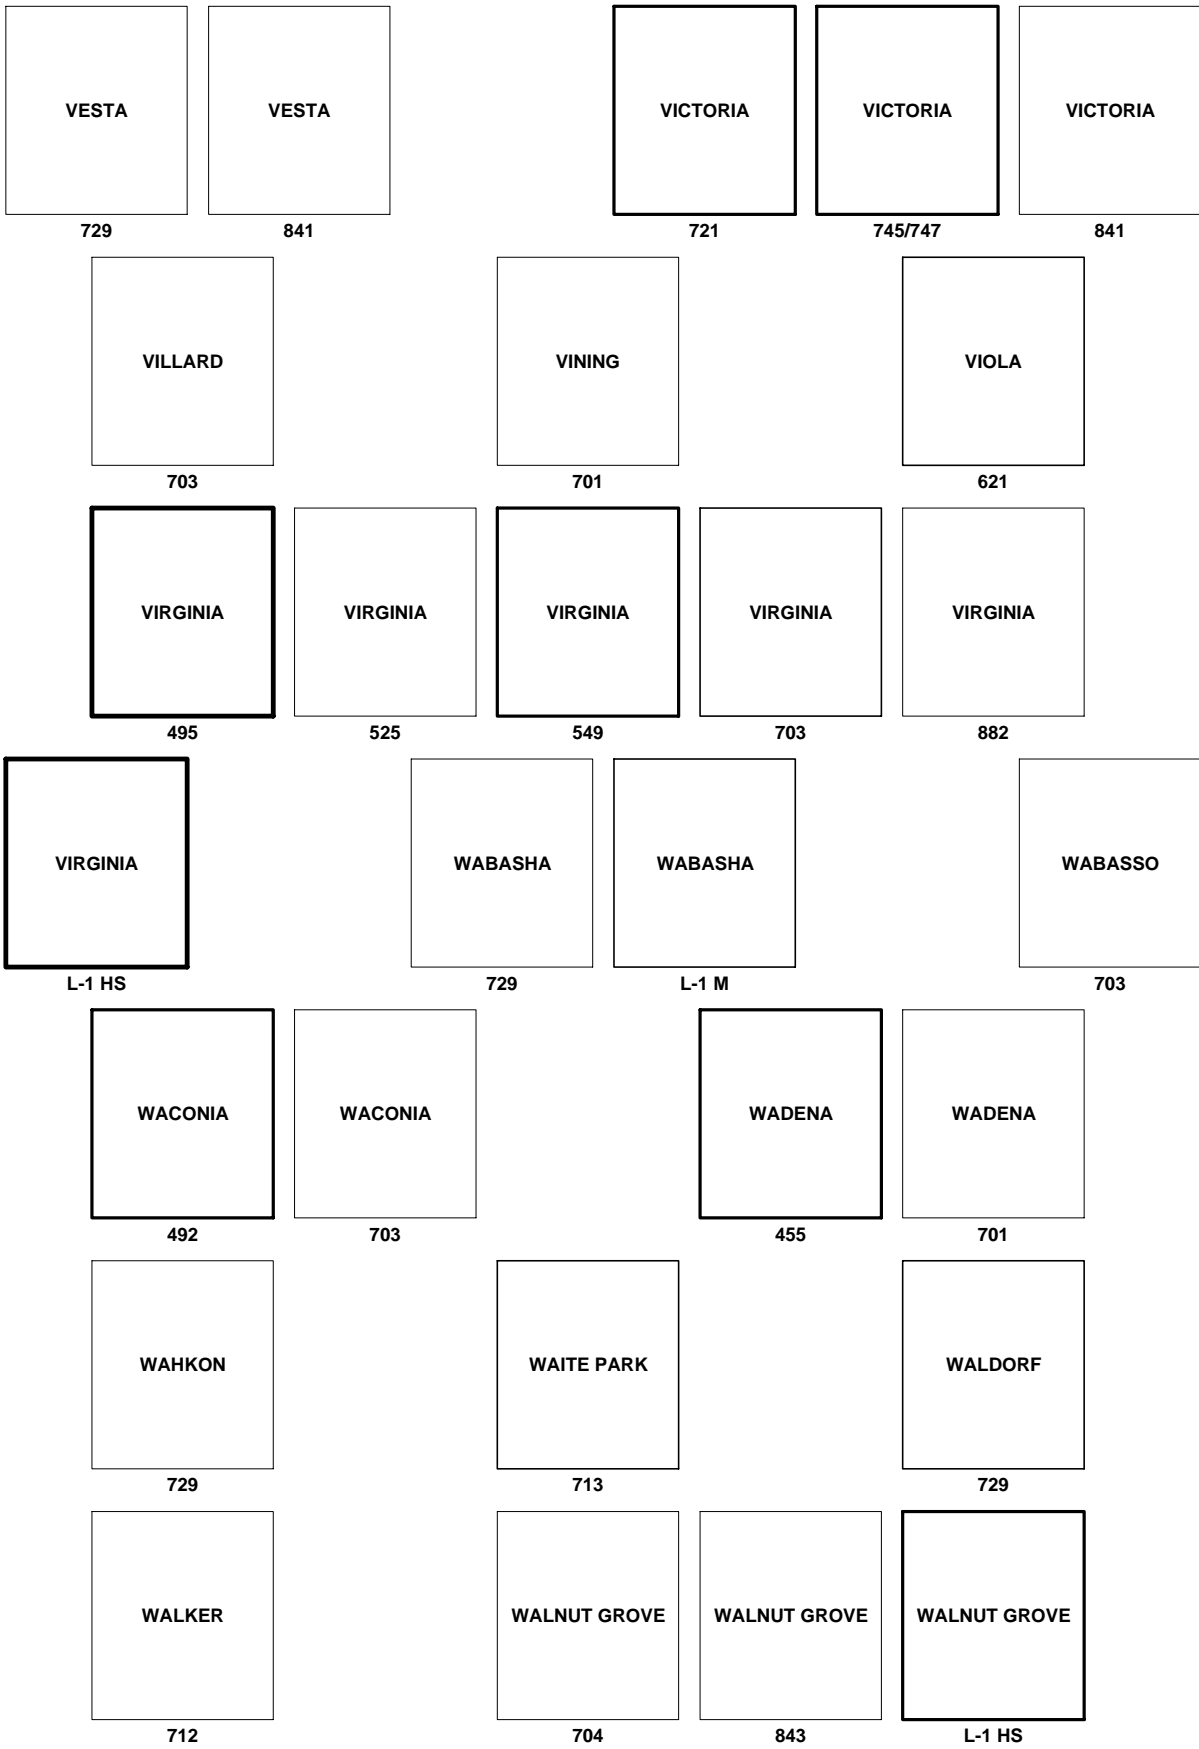 VESTA VESTA VICTORIA VICTORIA VICTORIA
729 841 721 745/747 841
VILLARD VINING VIOLA
703 701 621
VIRGINIA VIRGINIA VIRGINIA VIRGINIA VIRGINIA
495 525 549 703 882
VIRGINIA WABASHA WABASHA WABASSO
L-1 HS 729 L-1 M 703
WACONIA WACONIA WADENA WADENA
492 703 455 701
WAHKON WAITE PARK WALDORF
729 713 729
WALKER WALNUT GROVE WALNUT GROVE WALNUT GROVE
712 704 843 L-1 HS